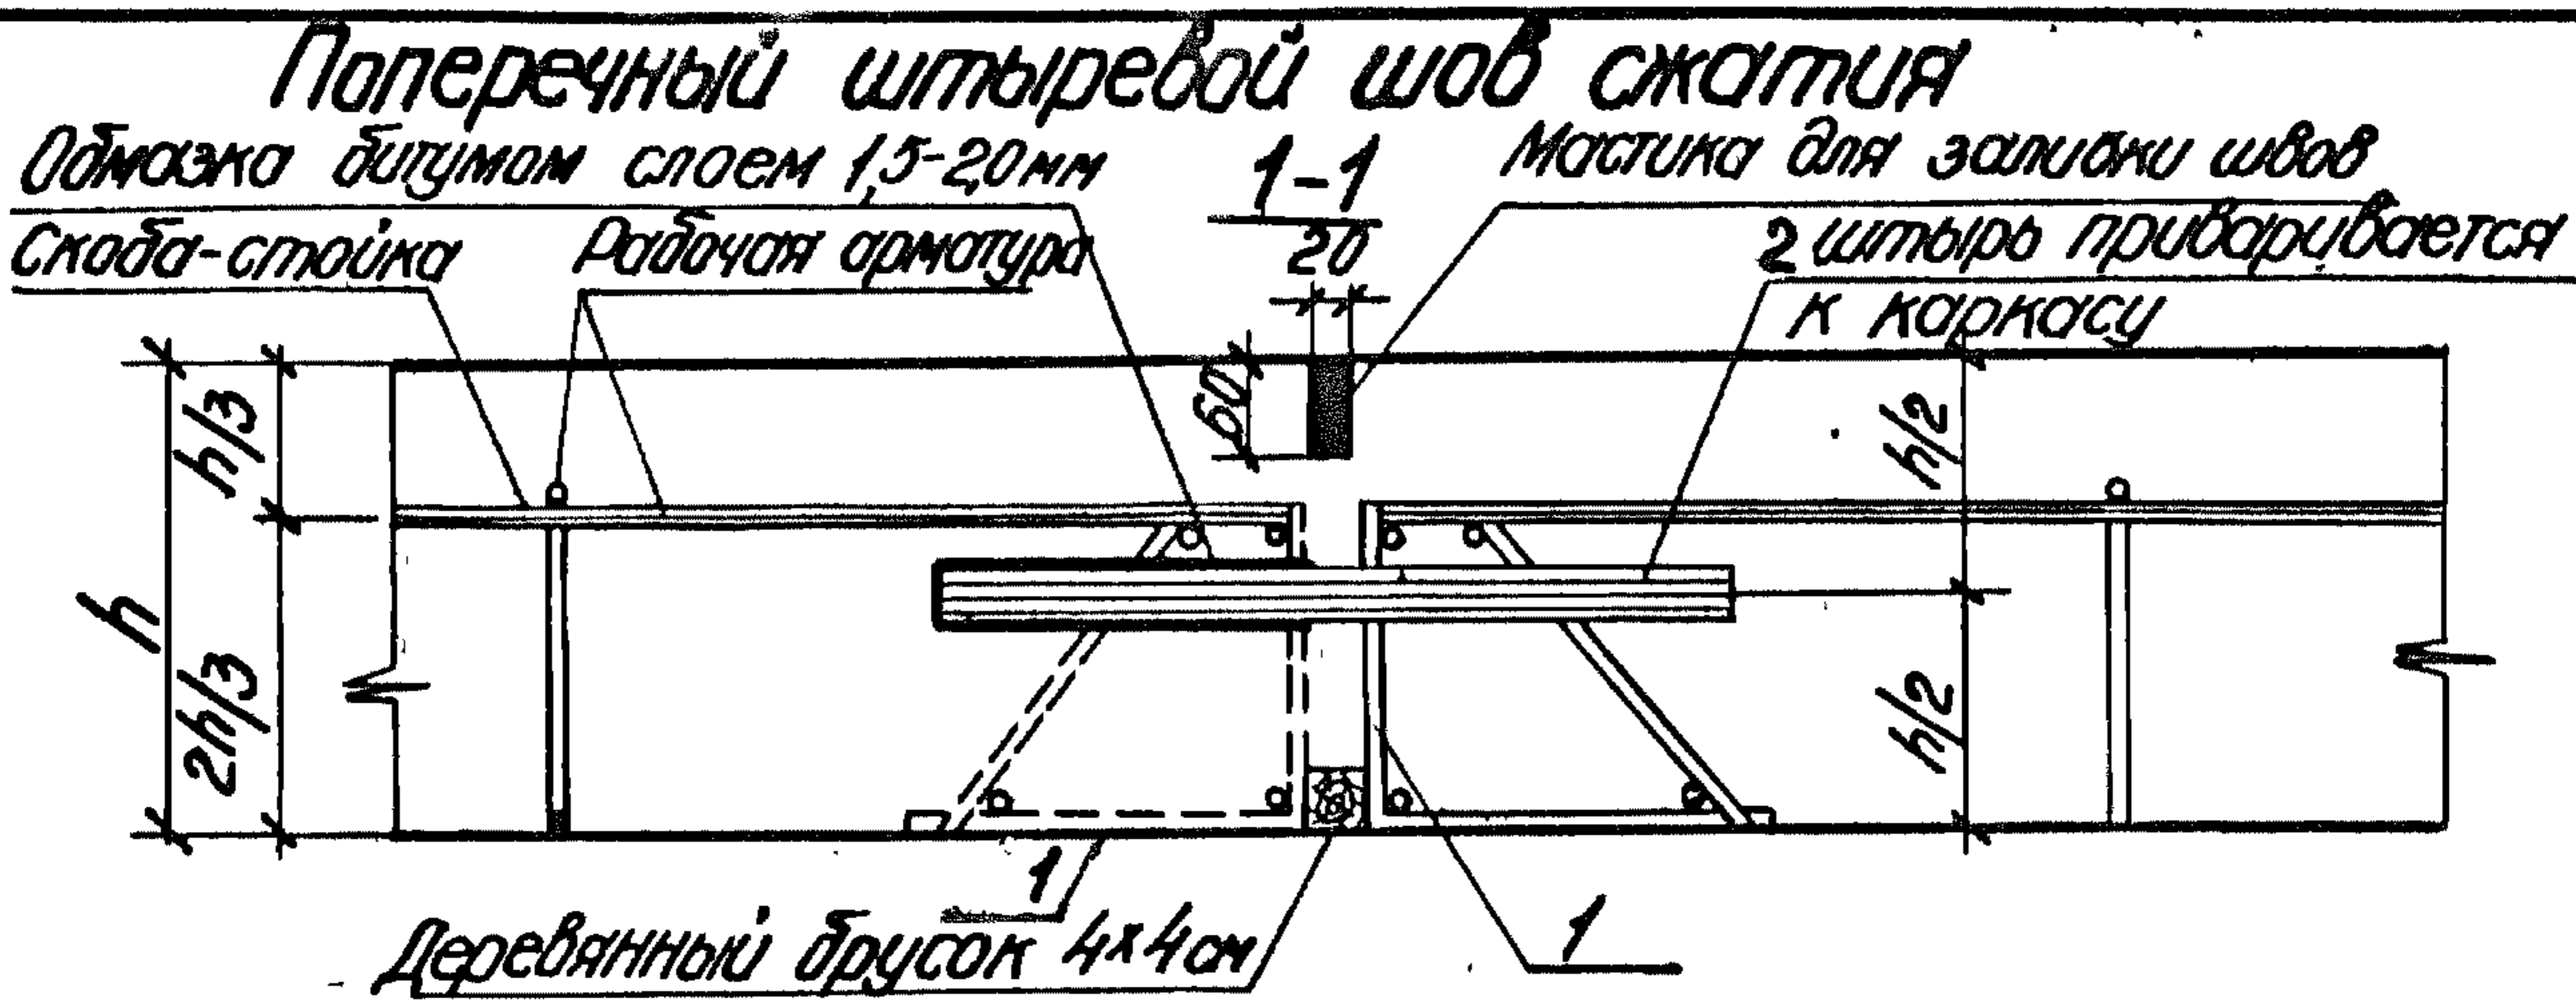 Поперечный штыревой шов сжатия
Обмазка битумом слоем 1,5-2,0мм
1-1
Мастика для заливки швов
Скоба-стойка
Рабочая арматура
20
2 штырь приваривается
к каркасу
60
h/3
h/2
h
2h/3
h/2
1
1
Деревянный брусок 4х4см